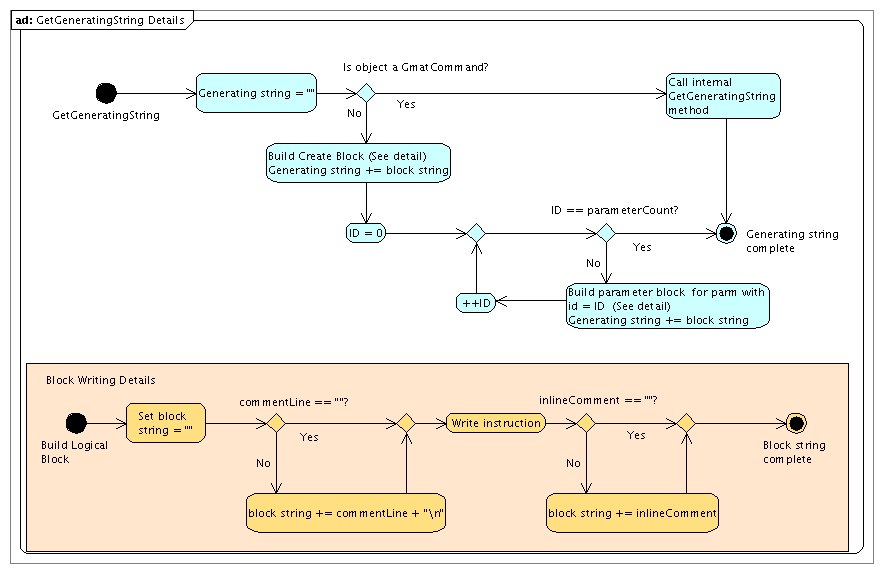 ad: GetGeneratingString Details
Is object a GmatCommand?
GetGeneratingString
Generating string = ""
Yes
No
Call internal
GetGeneratingString
method
Build Create Block (See detail)
Generating string += block string
ID = 0
ID == parameterCount?
Yes
No
Generating string
complete
++ID
Build parameter block for parm with
id = ID (See detail)
Generating string += block string
Block Writing Details
Build Logical
Block
Set block
string = ""
commentLine == ""?
Yes
No
block string += commentLine + "\n"
Write instruction
inlineComment == ""?
Yes
No
block string += inlineComment
Block string
complete